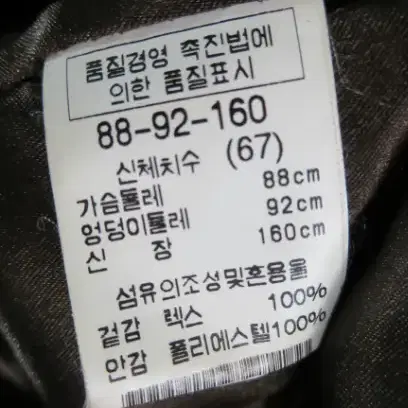 품질경영 촉진법에
의한 품질표시
88-92-160
신체치수 (67)
가슴둘레 88cm
엉덩이둘레 92cm
신 장 160cm
섬유의조성및혼용율
겉감 렉스 100%
안감 폴리에스텔100%